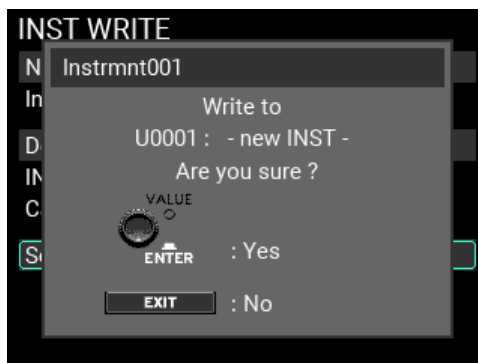 INST WRITE
Instrmnt001
Write to
U0001 : - new INST -
Are you sure ?
VALUE
ENTER : Yes
EXIT : No